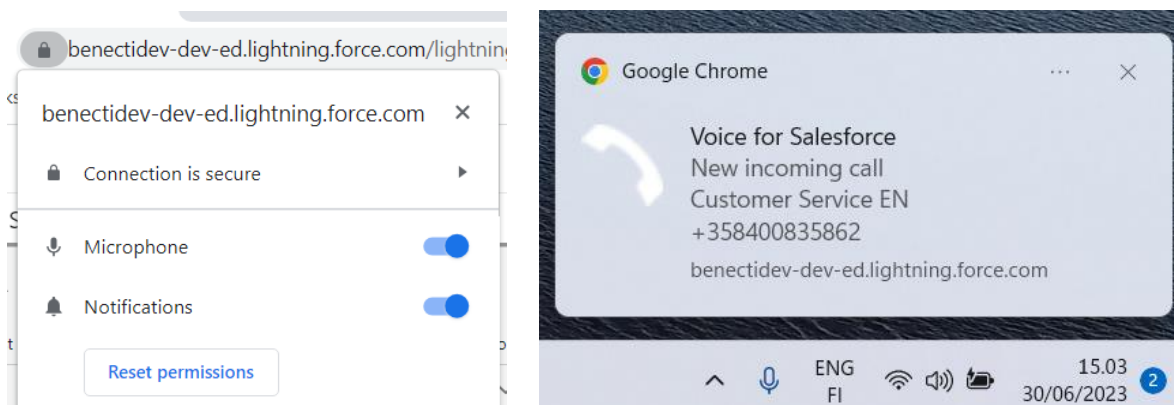 benectidev-dev-ed.lightning.force.com/lightning
benectidev-dev-ed.lightning.force.com
Connection is secure
Microphone
Notifications
Reset permissions
Google Chrome
Voice for Salesforce
New incoming call
Customer Service EN
+358400835862
benectidev-dev-ed.lightning.force.com
ENG
FI
15.03
30/06/2023
2